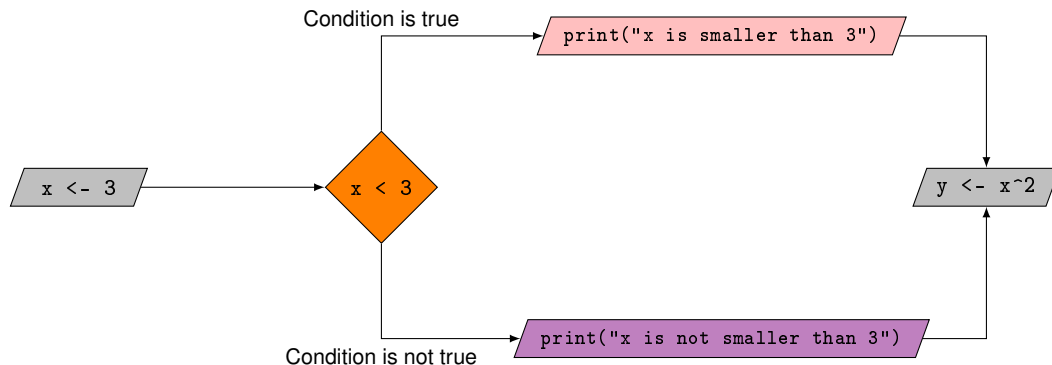 Condition is true
print("x is smaller than 3")
x <- 3
x < 3
y <- x^2
print("x is not smaller than 3")
Condition is not true